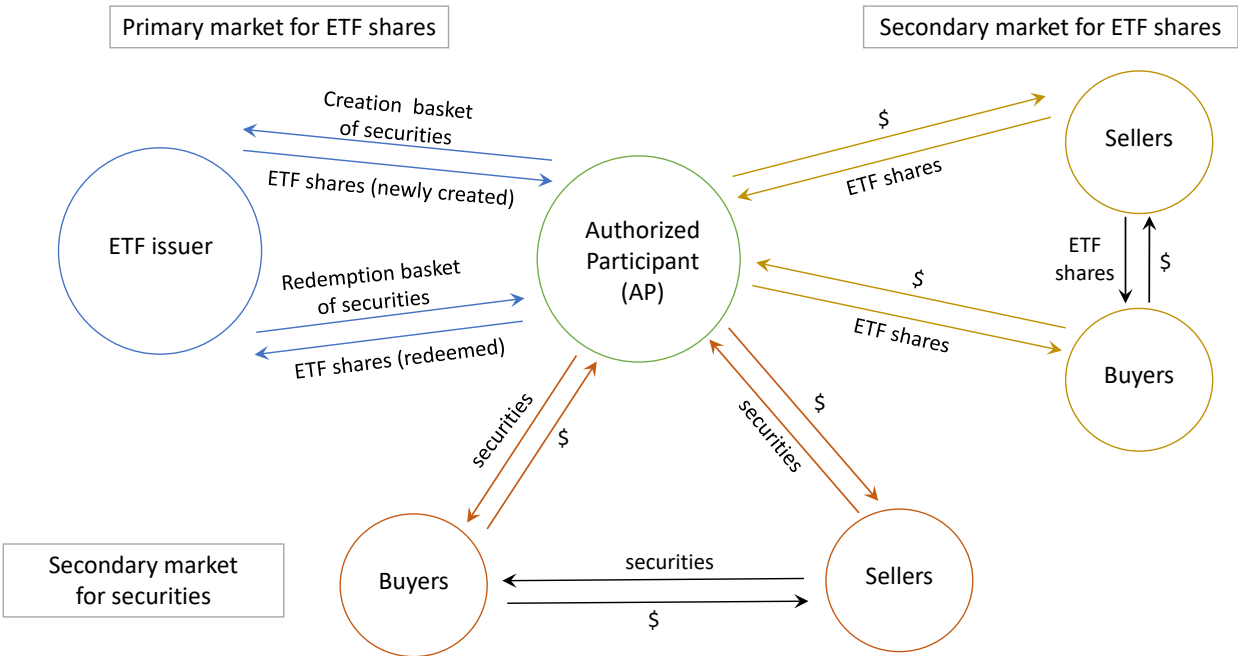 Primary market for ETF shares
Secondary market for ETF shares
Creation basket
of securities
ETF shares (newly created)
ETF issuer
Redemption basket
of securities
ETF shares (redeemed)
Authorized
Participant
(AP)
$
ETF shares
Sellers
ETF
shares
$
$
ETF shares
Buyers
securities
$
$
securities
Secondary market
for securities
Buyers
securities
$
Sellers